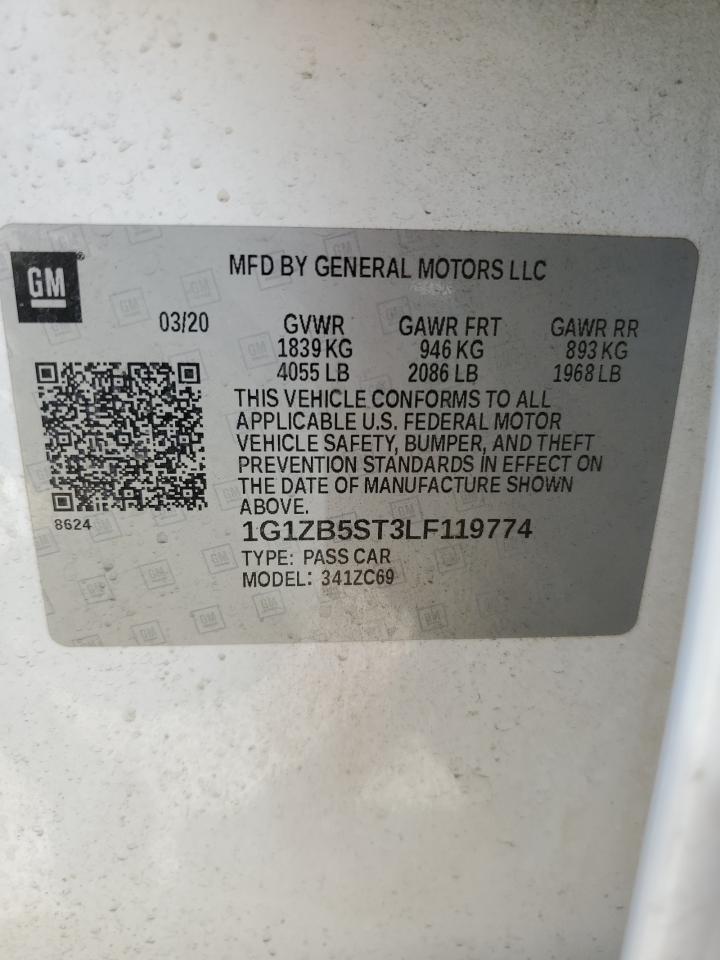 GM
MFD BY GENERAL MOTORS LLC
03/20 GVWR GAWR FRT GAWR RR
1839 KG 946 KG 893 KG
4055 LB 2086 LB 1968 LB
THIS VEHICLE CONFORMS TO ALL
APPLICABLE U.S. FEDERAL MOTOR
VEHICLE SAFETY, BUMPER, AND THEFT
PREVENTION STANDARDS IN EFFECT ON
THE DATE OF MANUFACTURE SHOWN
ABOVE.
8624
1G1ZB5ST3LF119774
TYPE: PASS CAR
MODEL: 341ZC69